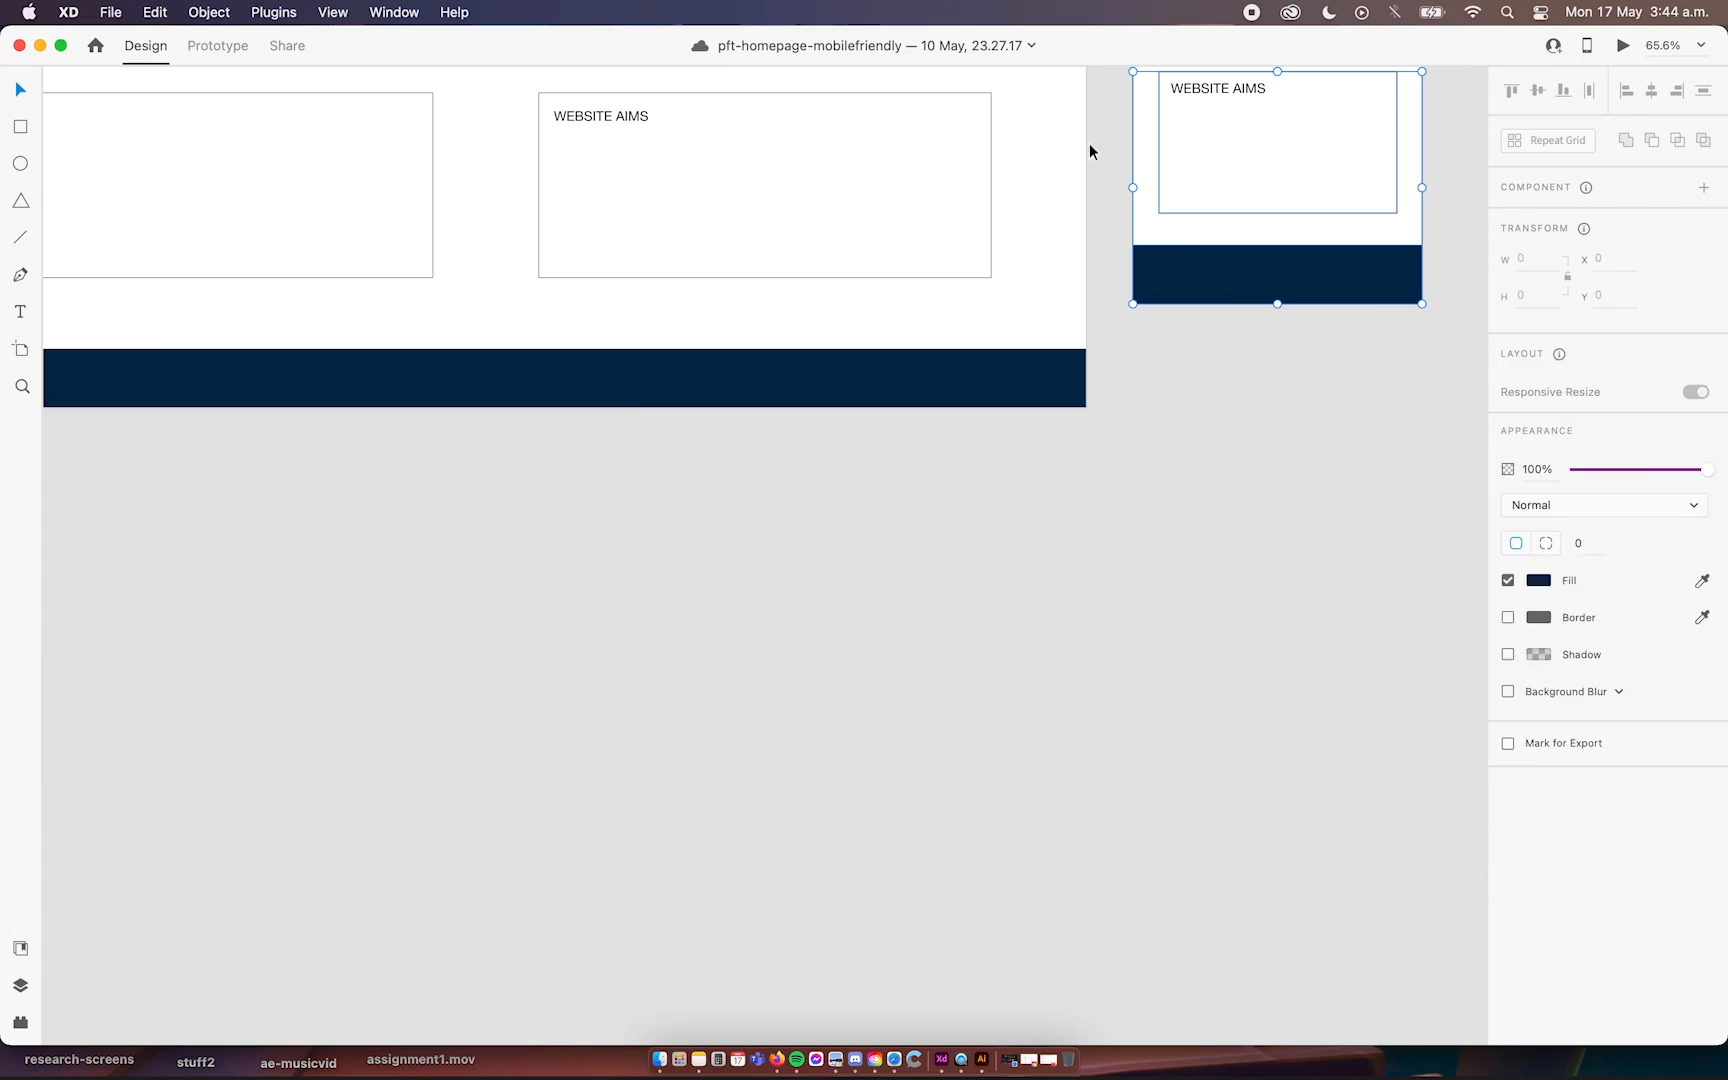 XD File Edit Object Plugins View Window Help Mon 17 May 3:44 a.m.
Design Prototype Share pft-homepage-mobilefriendly — 10 May, 23.27.17 65.6%
WEBSITE AIMS
WEBSITE AIMS
Repeat Grid
COMPONENT
TRANSFORM
W 0 X 0
H 0 Y 0
LAYOUT
Responsive Resize
APPEARANCE
100%
Normal
0
Fill
Border
Shadow
Background Blur
Mark for Export
research-screens stuff2 ae-musicvid assignment1.mov
17 Xd Ai